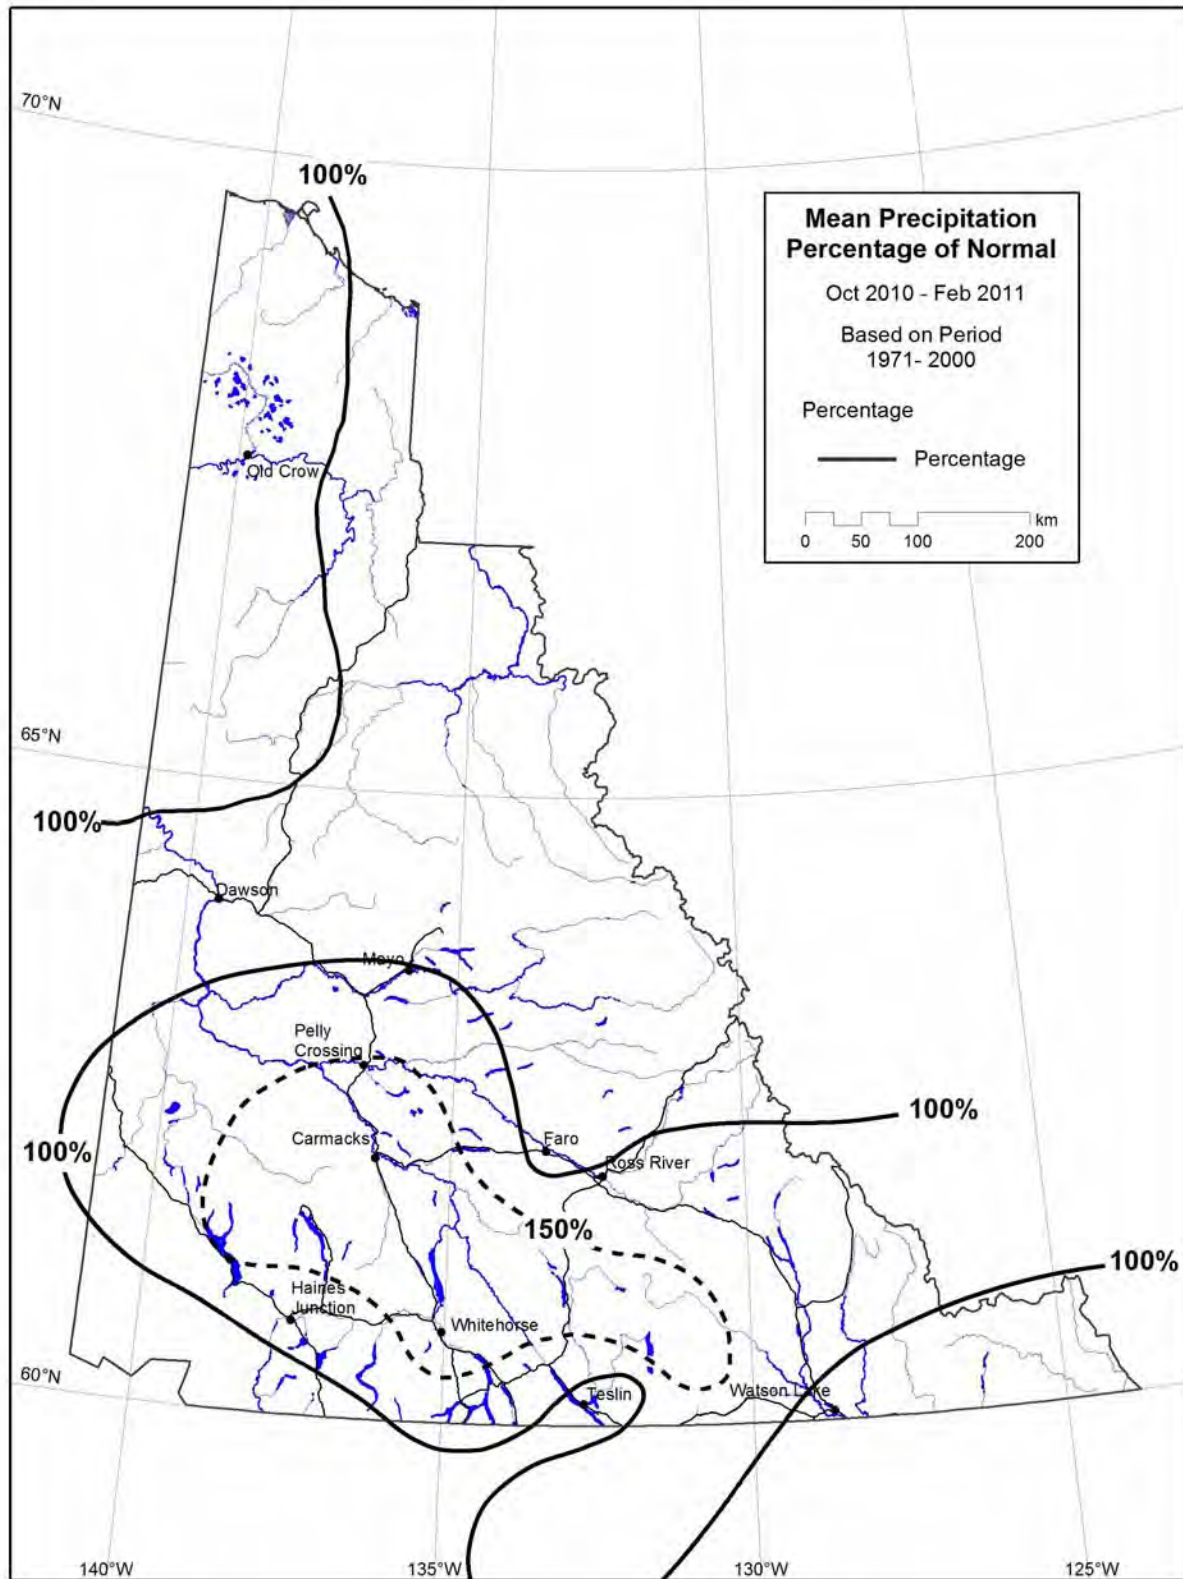 70°N
100%
Mean Precipitation
Percentage of Normal
Oct 2010 - Feb 2011
Based on Period
1971- 2000
Percentage
Percentage
km
0 50 100 200
Old Crow
65°N
100%
Dawson
Mayo
Pelly
Crossing
100%
Carmacks
Faro
100%
Ross River
150%
100%
Haines
Junction
Whitehorse
60°N
Teslin
Watson Lake
140°W
135°W
130°W
125°W